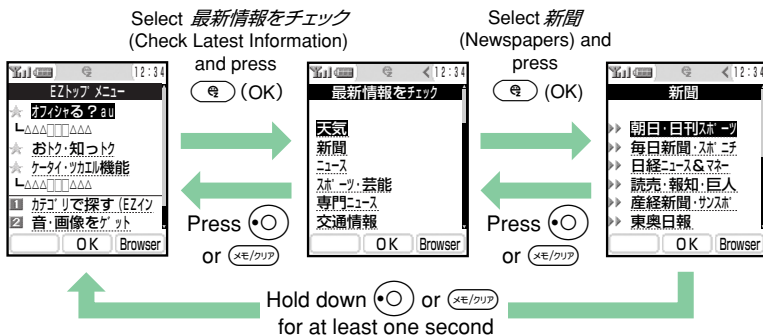 Select 最新情報をチェック
(Check Latest Information)
and press
(OK)
Select 新聞
(Newspapers) and
press
(OK)
12:34
EZトップメニュー
オフィシャる?au
└△△△□□□△△△
おトク・知っトク
ケータイ・ツカエル機能
└△△△□□□△△△
1 カテゴリで探す(EZイン
2 音・画像をゲット
OK Browser
12:34
最新情報をチェック
天気
新聞
ニュース
スポーツ・芸能
専門ニュース
交通情報
OK Browser
12:34
新聞
朝日・日刊スポーツ
毎日新聞・スポニチ
日経ニュース&マネー
読売・報知・巨人
産経新聞・サンスポ
東奥日報
OK Browser
Press
or メモ/クリア
Press
or メモ/クリア
Hold down or メモ/クリア
for at least one second